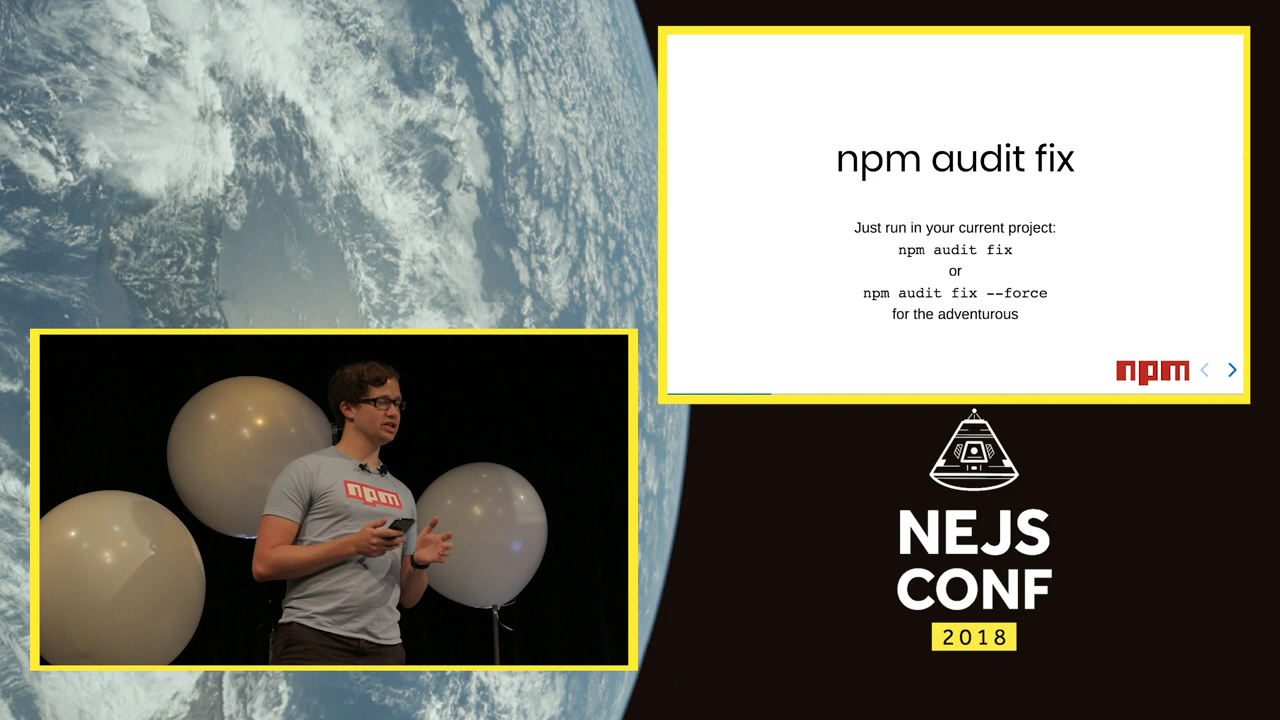 npm audit fix
Just run in your current project:
npm audit fix
or
npm audit fix --force
for the adventurous
npm
npm
NEJS
CONF
2018